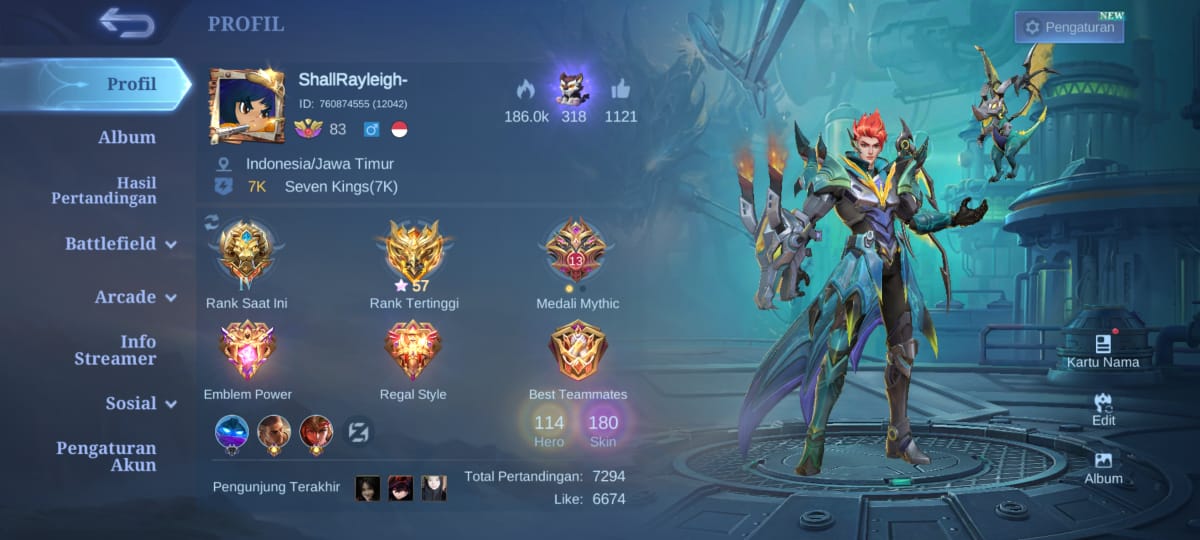 PROFIL
NEW
Pengaturan
Profil
ShallRayleigh-
ID: 760874555 (12042)
83
186.0k
318
1121
Album
Indonesia/Jawa Timur
Hasil
Pertandingan
7K
Seven Kings(7K)
Battlefield
IV
57
13
Rank Saat Ini
Rank Tertinggi
Medali Mythic
Arcade
Info
Streamer
Emblem Power
Regal Style
Best Teammates
Kartu Nama
Sosial
114
Hero
180
Skin
Edit
Pengaturan
Akun
Pengunjung Terakhir
Total Pertandingan: 7294
Like: 6674
Album